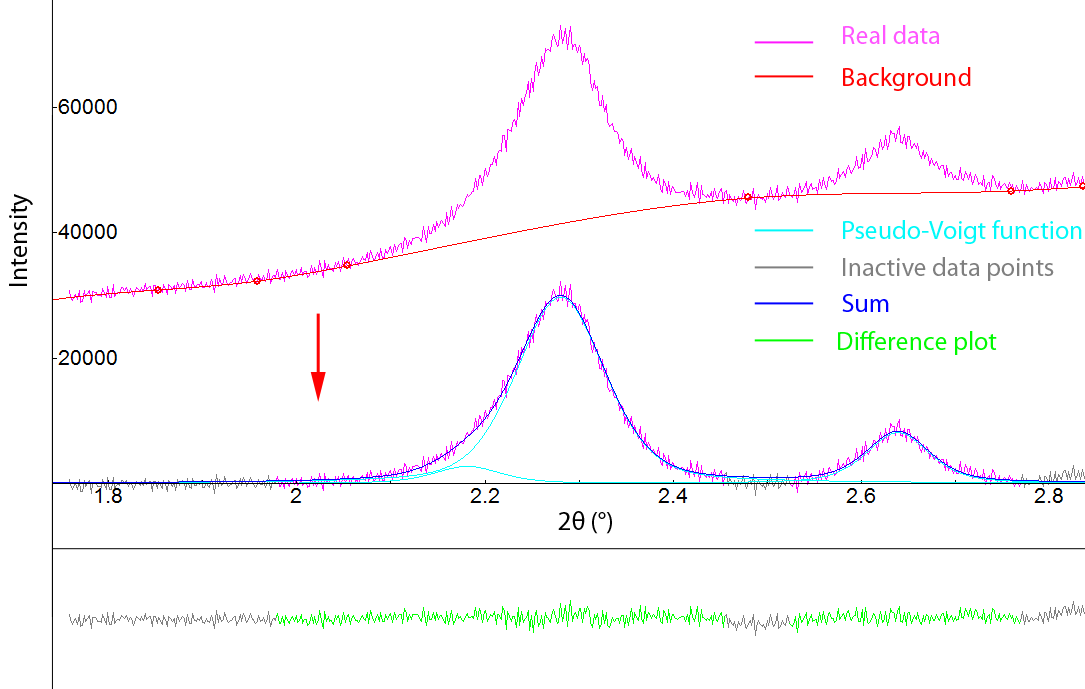 Real data
Background
60000
Intensity
40000
Pseudo-Voigt function
Inactive data points
Sum
Difference plot
20000
1.8 2 2.2 2.4 2.6 2.8
2θ (°)